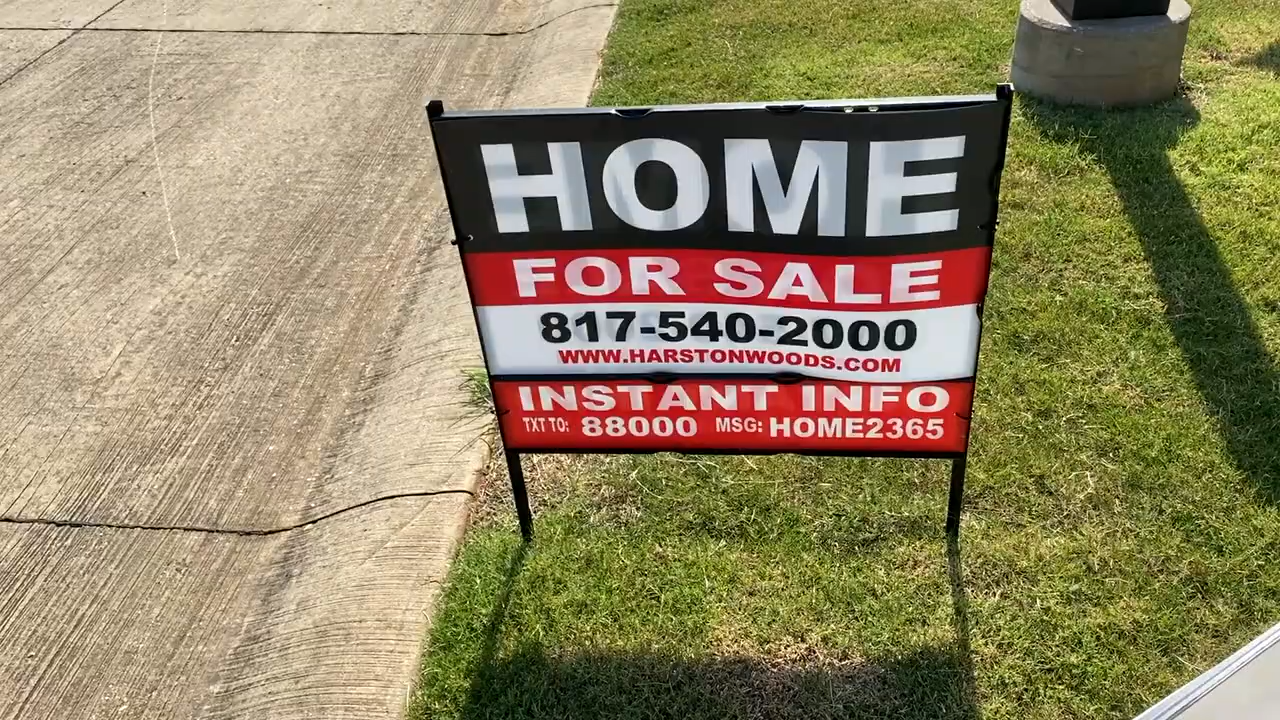 HOME
FOR SALE
817-540-2000
WWW.HARSTONWOODS.COM
INSTANT INFO
TXT TO: 88000 MSG: HOME2365